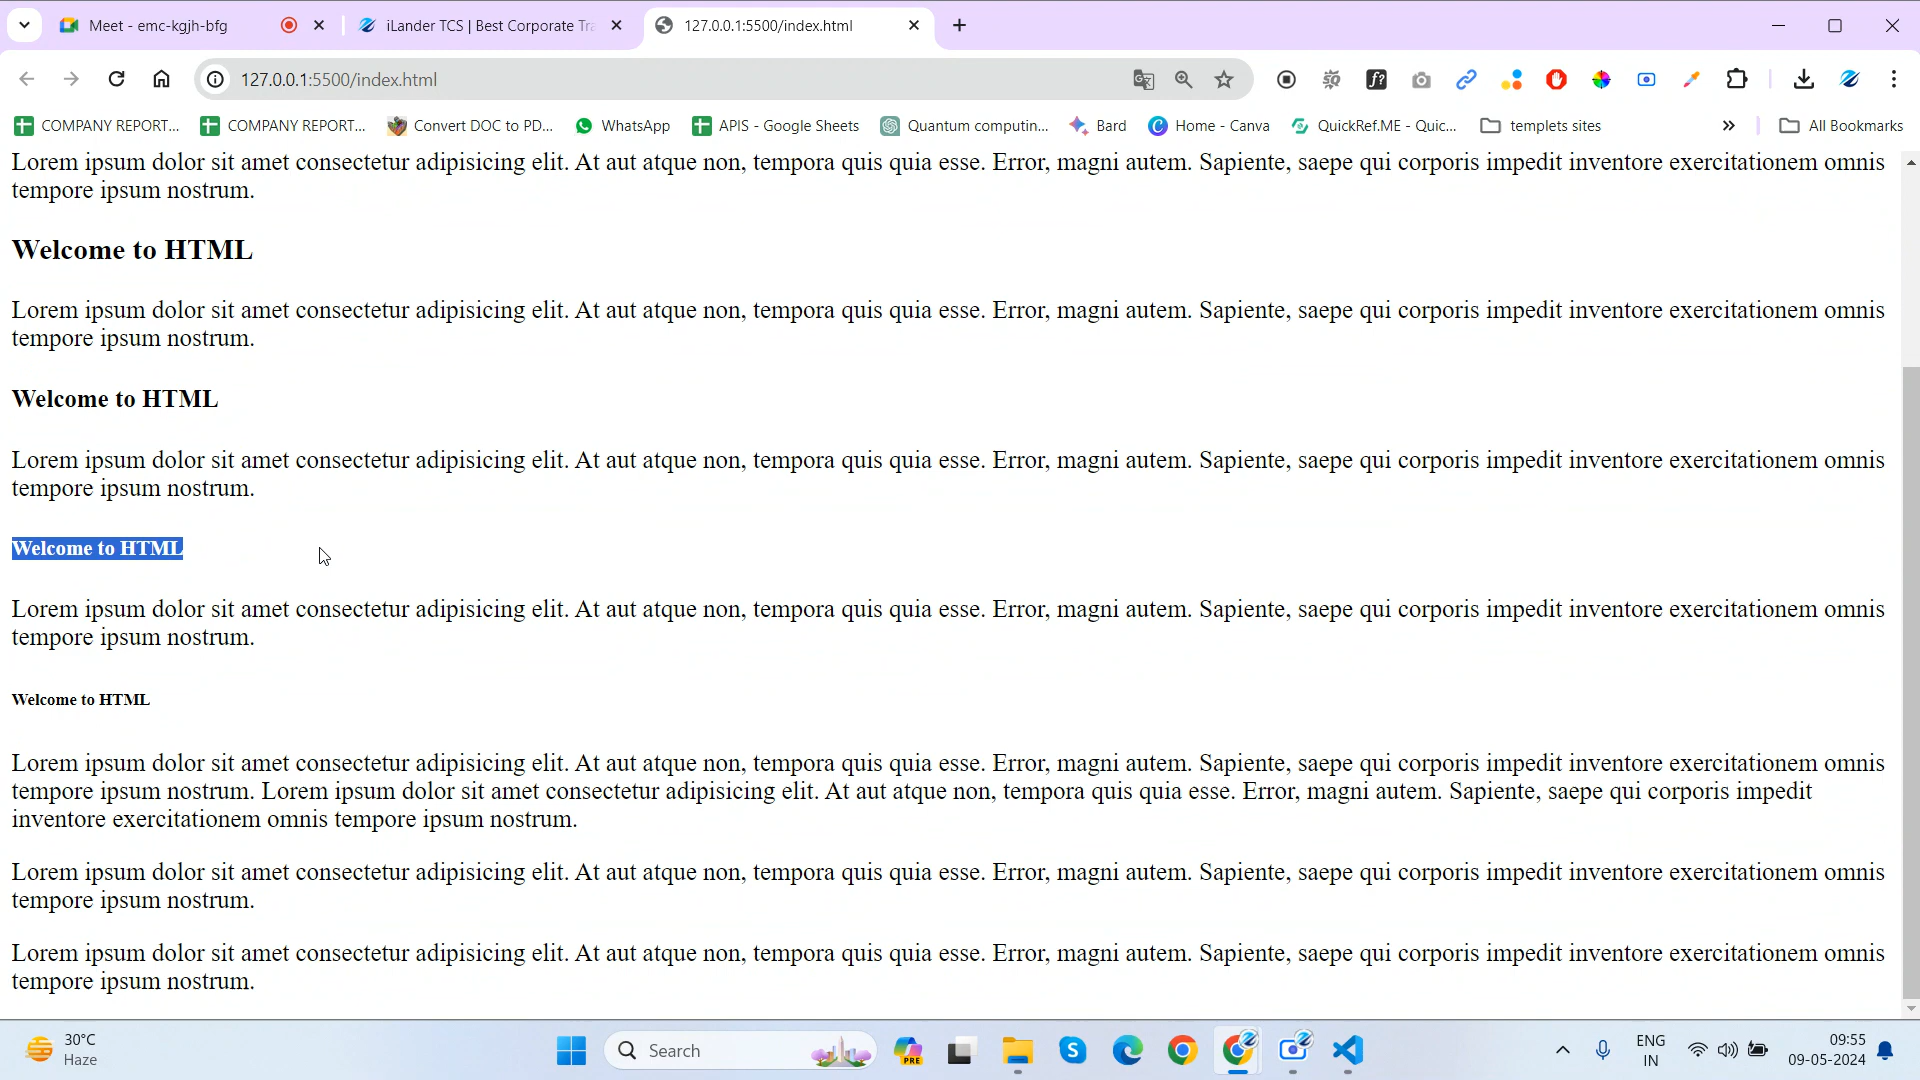 Meet - emc-kgjh-bfg
iLander TCS | Best Corporate Tra
127.0.0.1:5500/index.html
127.0.0.1:5500/index.html
COMPANY REPORT...
COMPANY REPORT...
Convert DOC to PD...
WhatsApp
APIS - Google Sheets
Quantum computin...
Bard
Home - Canva
QuickRef.ME - Quic...
templets sites
All Bookmarks
Lorem ipsum dolor sit amet consectetur adipisicing elit. At aut atque non, tempora quis quia esse. Error, magni autem. Sapiente, saepe qui corporis impedit inventore exercitationem omnis
tempore ipsum nostrum.
Welcome to HTML
Lorem ipsum dolor sit amet consectetur adipisicing elit. At aut atque non, tempora quis quia esse. Error, magni autem. Sapiente, saepe qui corporis impedit inventore exercitationem omnis
tempore ipsum nostrum.
Welcome to HTML
Lorem ipsum dolor sit amet consectetur adipisicing elit. At aut atque non, tempora quis quia esse. Error, magni autem. Sapiente, saepe qui corporis impedit inventore exercitationem omnis
tempore ipsum nostrum.
Welcome to HTML
Lorem ipsum dolor sit amet consectetur adipisicing elit. At aut atque non, tempora quis quia esse. Error, magni autem. Sapiente, saepe qui corporis impedit inventore exercitationem omnis
tempore ipsum nostrum.
Welcome to HTML
Lorem ipsum dolor sit amet consectetur adipisicing elit. At aut atque non, tempora quis quia esse. Error, magni autem. Sapiente, saepe qui corporis impedit inventore exercitationem omnis
tempore ipsum nostrum. Lorem ipsum dolor sit amet consectetur adipisicing elit. At aut atque non, tempora quis quia esse. Error, magni autem. Sapiente, saepe qui corporis impedit
inventore exercitationem omnis tempore ipsum nostrum.
Lorem ipsum dolor sit amet consectetur adipisicing elit. At aut atque non, tempora quis quia esse. Error, magni autem. Sapiente, saepe qui corporis impedit inventore exercitationem omnis
tempore ipsum nostrum.
Lorem ipsum dolor sit amet consectetur adipisicing elit. At aut atque non, tempora quis quia esse. Error, magni autem. Sapiente, saepe qui corporis impedit inventore exercitationem omnis
tempore ipsum nostrum.
30°C
Haze
Search
PRE
ENG
IN
09:55
09-05-2024